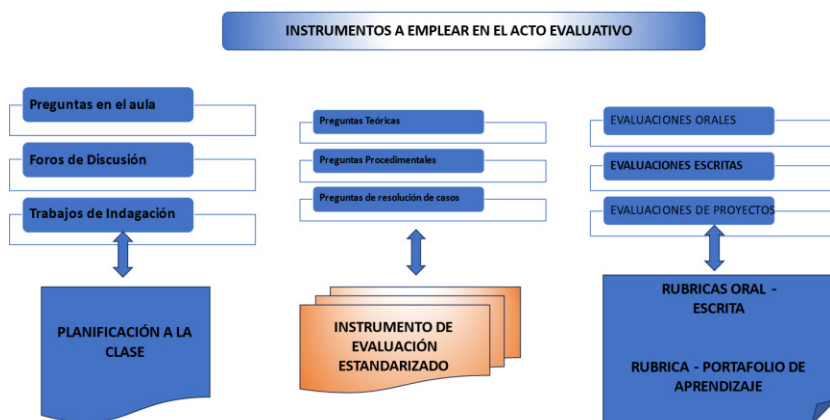 INSTRUMENTOS A EMPLEAR EN EL ACTO EVALUATIVO
Preguntas en el aula
Foros de Discusión
Trabajos de Indagación
PLANIFICACIÓN A LA
CLASE
Preguntas Teóricas
Preguntas Procedimentales
Preguntas de resolución de casos
INSTRUMENTO DE
EVALUACIÓN
ESTANDARIZADO
EVALUACIONES ORALES
EVALUACIONES ESCRITAS
EVALUACIONES DE PROYECTOS
RUBRICAS ORAL -
ESCRITA
RUBRICA - PORTAFOLIO DE
APRENDIZAJE